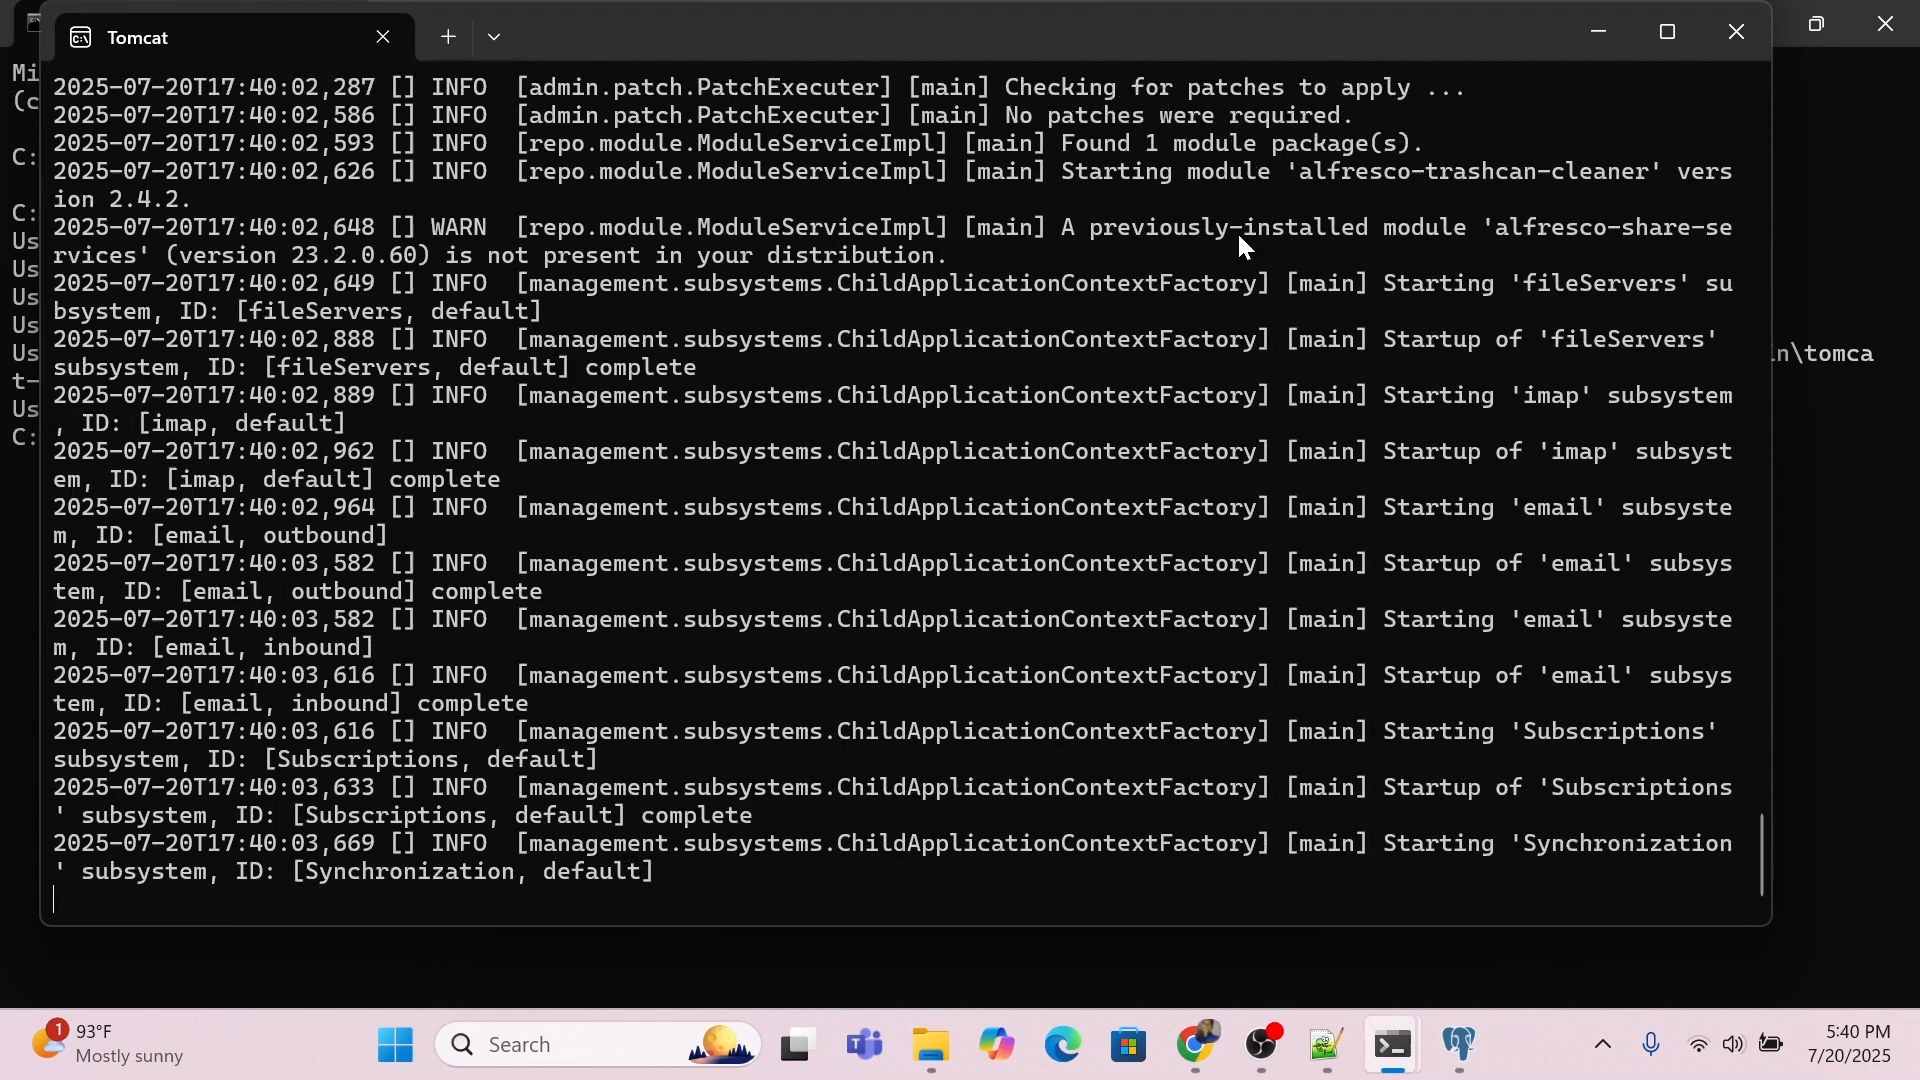 Tomcat
Mi
(c
C:
C:
Us
Us
Us
Us
Us
t-
Us
C:
in\tomca
2025-07-20T17:40:02,287 [] INFO  [admin.patch.PatchExecuter] [main] Checking for patches to apply ...
2025-07-20T17:40:02,586 [] INFO  [admin.patch.PatchExecuter] [main] No patches were required.
2025-07-20T17:40:02,593 [] INFO  [repo.module.ModuleServiceImpl] [main] Found 1 module package(s).
2025-07-20T17:40:02,626 [] INFO  [repo.module.ModuleServiceImpl] [main] Starting module 'alfresco-trashcan-cleaner' vers
ion 2.4.2.
2025-07-20T17:40:02,648 [] WARN  [repo.module.ModuleServiceImpl] [main] A previously-installed module 'alfresco-share-se
rvices' (version 23.2.0.60) is not present in your distribution.
2025-07-20T17:40:02,649 [] INFO  [management.subsystems.ChildApplicationContextFactory] [main] Starting 'fileServers' su
bsystem, ID: [fileServers, default]
2025-07-20T17:40:02,888 [] INFO  [management.subsystems.ChildApplicationContextFactory] [main] Startup of 'fileServers'
subsystem, ID: [fileServers, default] complete
2025-07-20T17:40:02,889 [] INFO  [management.subsystems.ChildApplicationContextFactory] [main] Starting 'imap' subsystem
, ID: [imap, default]
2025-07-20T17:40:02,962 [] INFO  [management.subsystems.ChildApplicationContextFactory] [main] Startup of 'imap' subsyst
em, ID: [imap, default] complete
2025-07-20T17:40:02,964 [] INFO  [management.subsystems.ChildApplicationContextFactory] [main] Starting 'email' subsyste
m, ID: [email, outbound]
2025-07-20T17:40:03,582 [] INFO  [management.subsystems.ChildApplicationContextFactory] [main] Startup of 'email' subsys
tem, ID: [email, outbound] complete
2025-07-20T17:40:03,582 [] INFO  [management.subsystems.ChildApplicationContextFactory] [main] Starting 'email' subsyste
m, ID: [email, inbound]
2025-07-20T17:40:03,616 [] INFO  [management.subsystems.ChildApplicationContextFactory] [main] Startup of 'email' subsys
tem, ID: [email, inbound] complete
2025-07-20T17:40:03,616 [] INFO  [management.subsystems.ChildApplicationContextFactory] [main] Starting 'Subscriptions'
subsystem, ID: [Subscriptions, default]
2025-07-20T17:40:03,633 [] INFO  [management.subsystems.ChildApplicationContextFactory] [main] Startup of 'Subscriptions
' subsystem, ID: [Subscriptions, default] complete
2025-07-20T17:40:03,669 [] INFO  [management.subsystems.ChildApplicationContextFactory] [main] Starting 'Synchronization
' subsystem, ID: [Synchronization, default]
1
93°F
Mostly sunny
Search
5:40 PM
7/20/2025